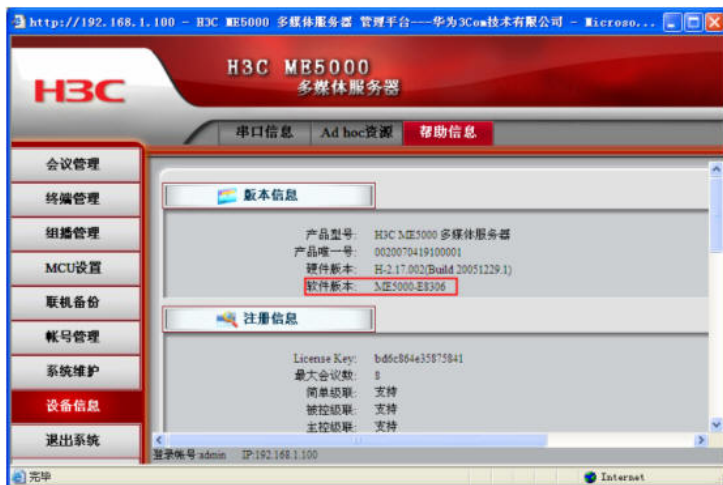 http://192.168.1.100 - H3C ME5000 多媒体服务器 管理平台---华为3Com技术有限公司 - Microso...
H3C
H3C ME5000
多媒体服务器
串口信息 Ad hoc资源 帮助信息
会议管理
终端管理
组播管理
MCU设置
联机备份
帐号管理
系统维护
设备信息
退出系统
版本信息
产品型号: H3C ME5000 多媒体服务器
产品唯一号: 0020070419100001
硬件版本: H-2.17.002(Build 20051229.1)
软件版本: ME5000-E8306
注册信息
License Key: bd6c864e35875841
最大会议数: 8
简单级联: 支持
被控级联: 支持
主控级联: 支持
登录帐号:admin IP:192.168.1.100
完毕 Internet